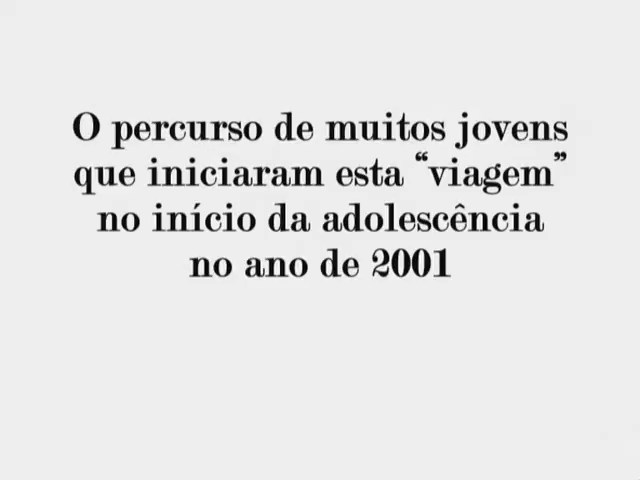 O percurso de muitos jovens
que iniciaram esta “viagem”
no início da adolescência
no ano de 2001